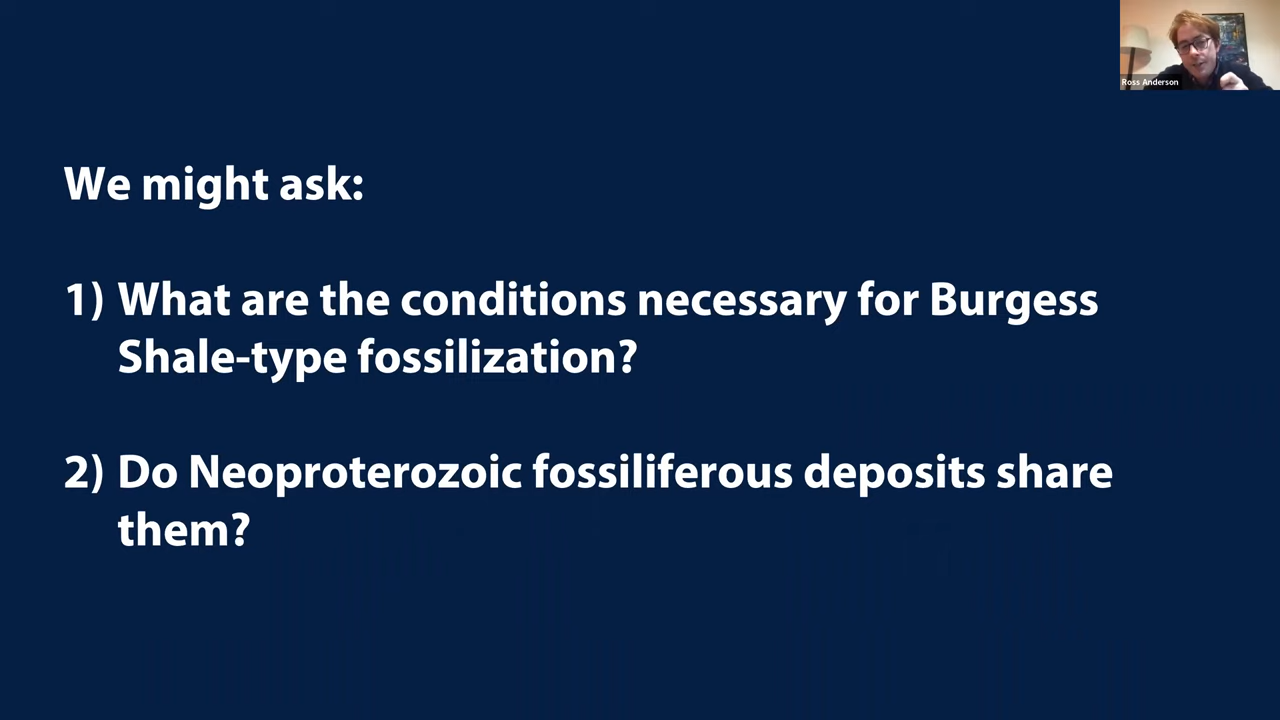 Ross Anderson
We might ask:
1) What are the conditions necessary for Burgess
Shale-type fossilization?
2) Do Neoproterozoic fossiliferous deposits share
them?